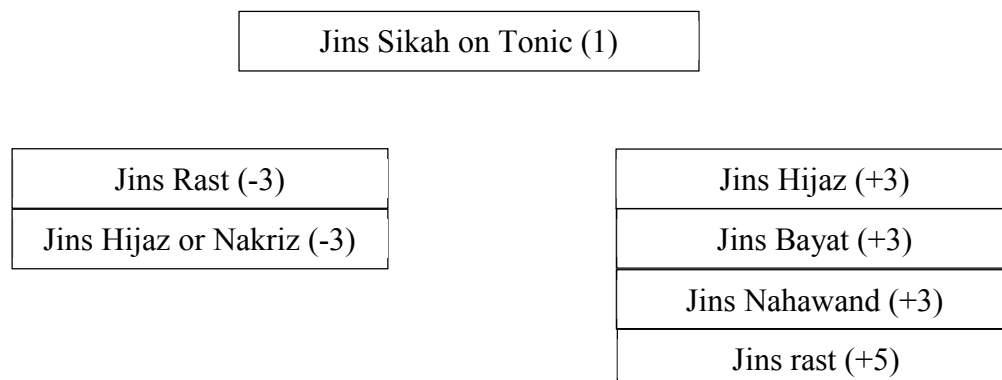 Jins Sikah on Tonic (1)
Jins Rast (-3)
Jins Hijaz or Nakriz (-3)
Jins Hijaz (+3)
Jins Bayat (+3)
Jins Nahawand (+3)
Jins rast (+5)